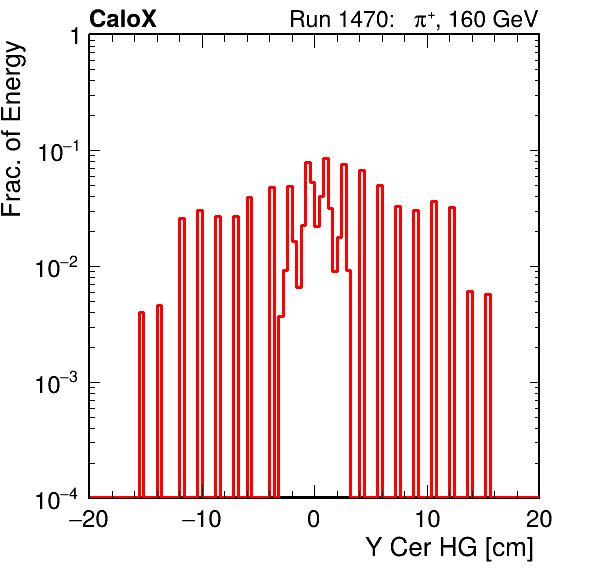 CaloX Run 1470: π⁺, 160 GeV
Frac. of Energy
1
10⁻¹
10⁻²
10⁻³
10⁻⁴
−20 −10 0 10 20
Y Cer HG [cm]